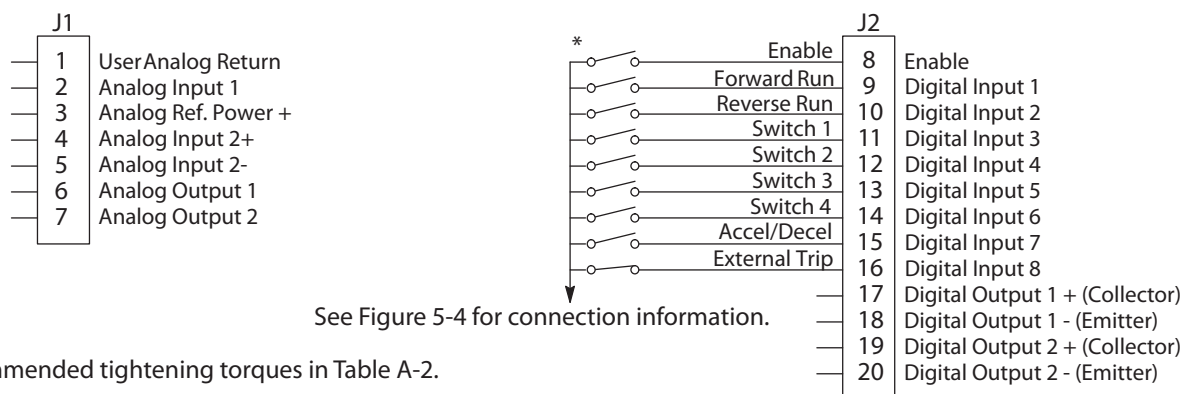 J1
1 UserAnalog Return
2 Analog Input 1
3 Analog Ref. Power +
4 Analog Input 2+
5 Analog Input 2-
6 Analog Output 1
7 Analog Output 2
*
J2
Enable 8 Enable
Forward Run 9 Digital Input 1
Reverse Run 10 Digital Input 2
Switch 1 11 Digital Input 3
Switch 2 12 Digital Input 4
Switch 3 13 Digital Input 5
Switch 4 14 Digital Input 6
Accel/Decel 15 Digital Input 7
External Trip 16 Digital Input 8
17 Digital Output 1 + (Collector)
18 Digital Output 1 - (Emitter)
19 Digital Output 2 + (Collector)
20 Digital Output 2 - (Emitter)
See Figure 5-4 for connection information.
tightening torques in Table A-2.